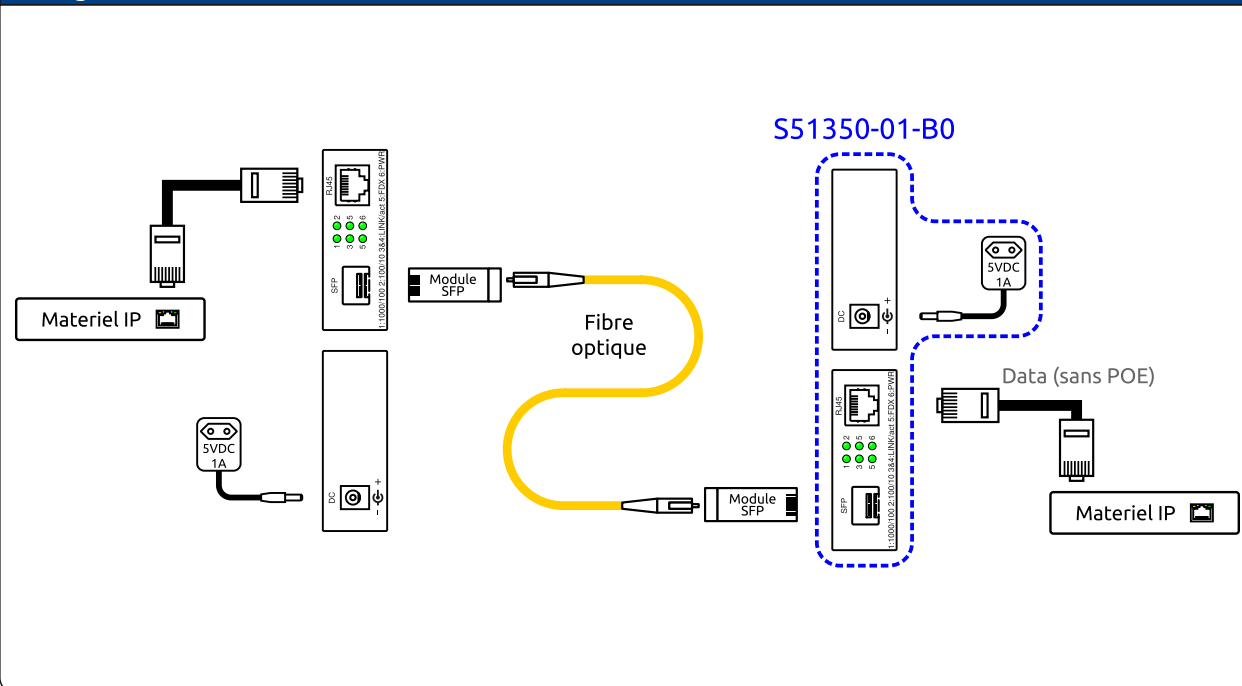 S51350-01-B0
RJ45
2 5 6
1 3 5
SFP
1:1000/100 2:100/10 3&4:LINK/act 5:FDX 6:PWR
Module
SFP
Materiel IP
Fibre
optique
5VDC
1A
DC
+
-
5VDC
1A
DC
+
-
Data (sans POE)
RJ45
2 5 6
1 3 5
SFP
1:1000/100 2:100/10 3&4:LINK/act 5:FDX 6:PWR
Module
SFP
Materiel IP